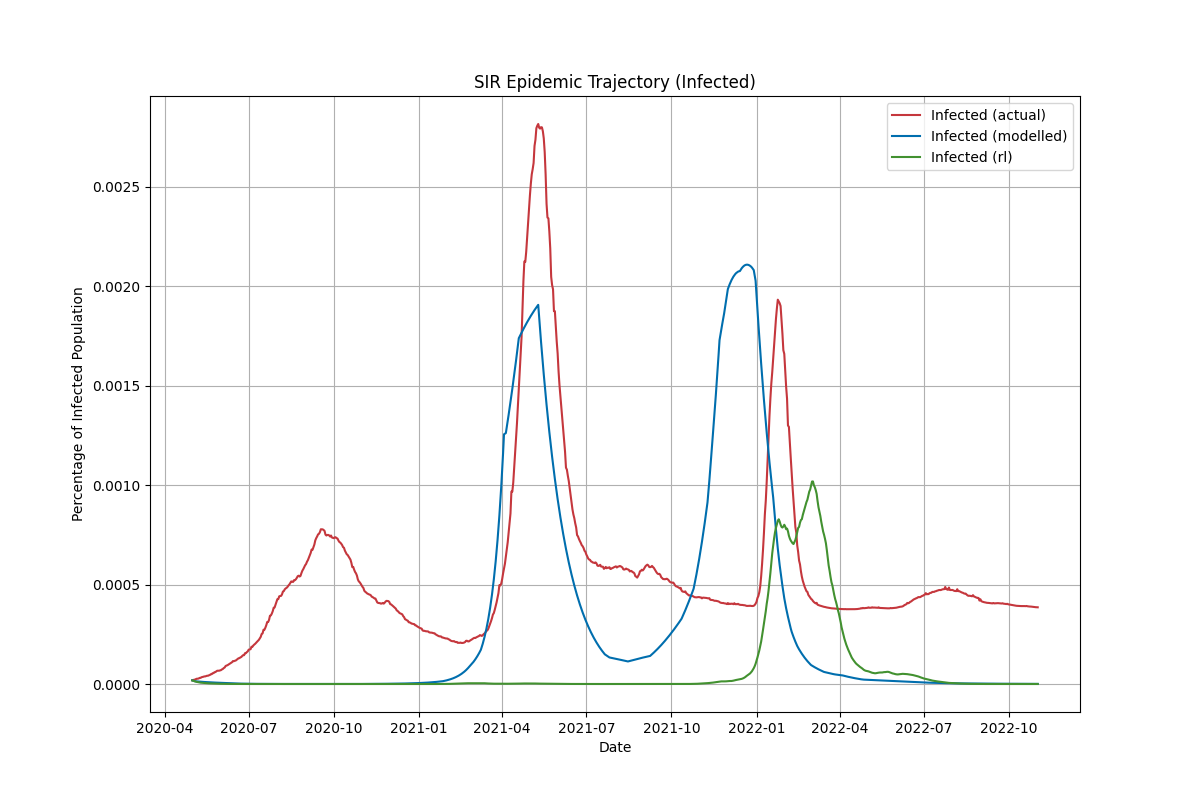 SIR Epidemic Trajectory (Infected)
Infected (actual)
Infected (modelled)
Infected (rl)
Percentage of Infected Population
0.0025
0.0020
0.0015
0.0010
0.0005
0.0000
2020-04 2020-07 2020-10 2021-01 2021-04 2021-07 2021-10 2022-01 2022-04 2022-07 2022-10
Date